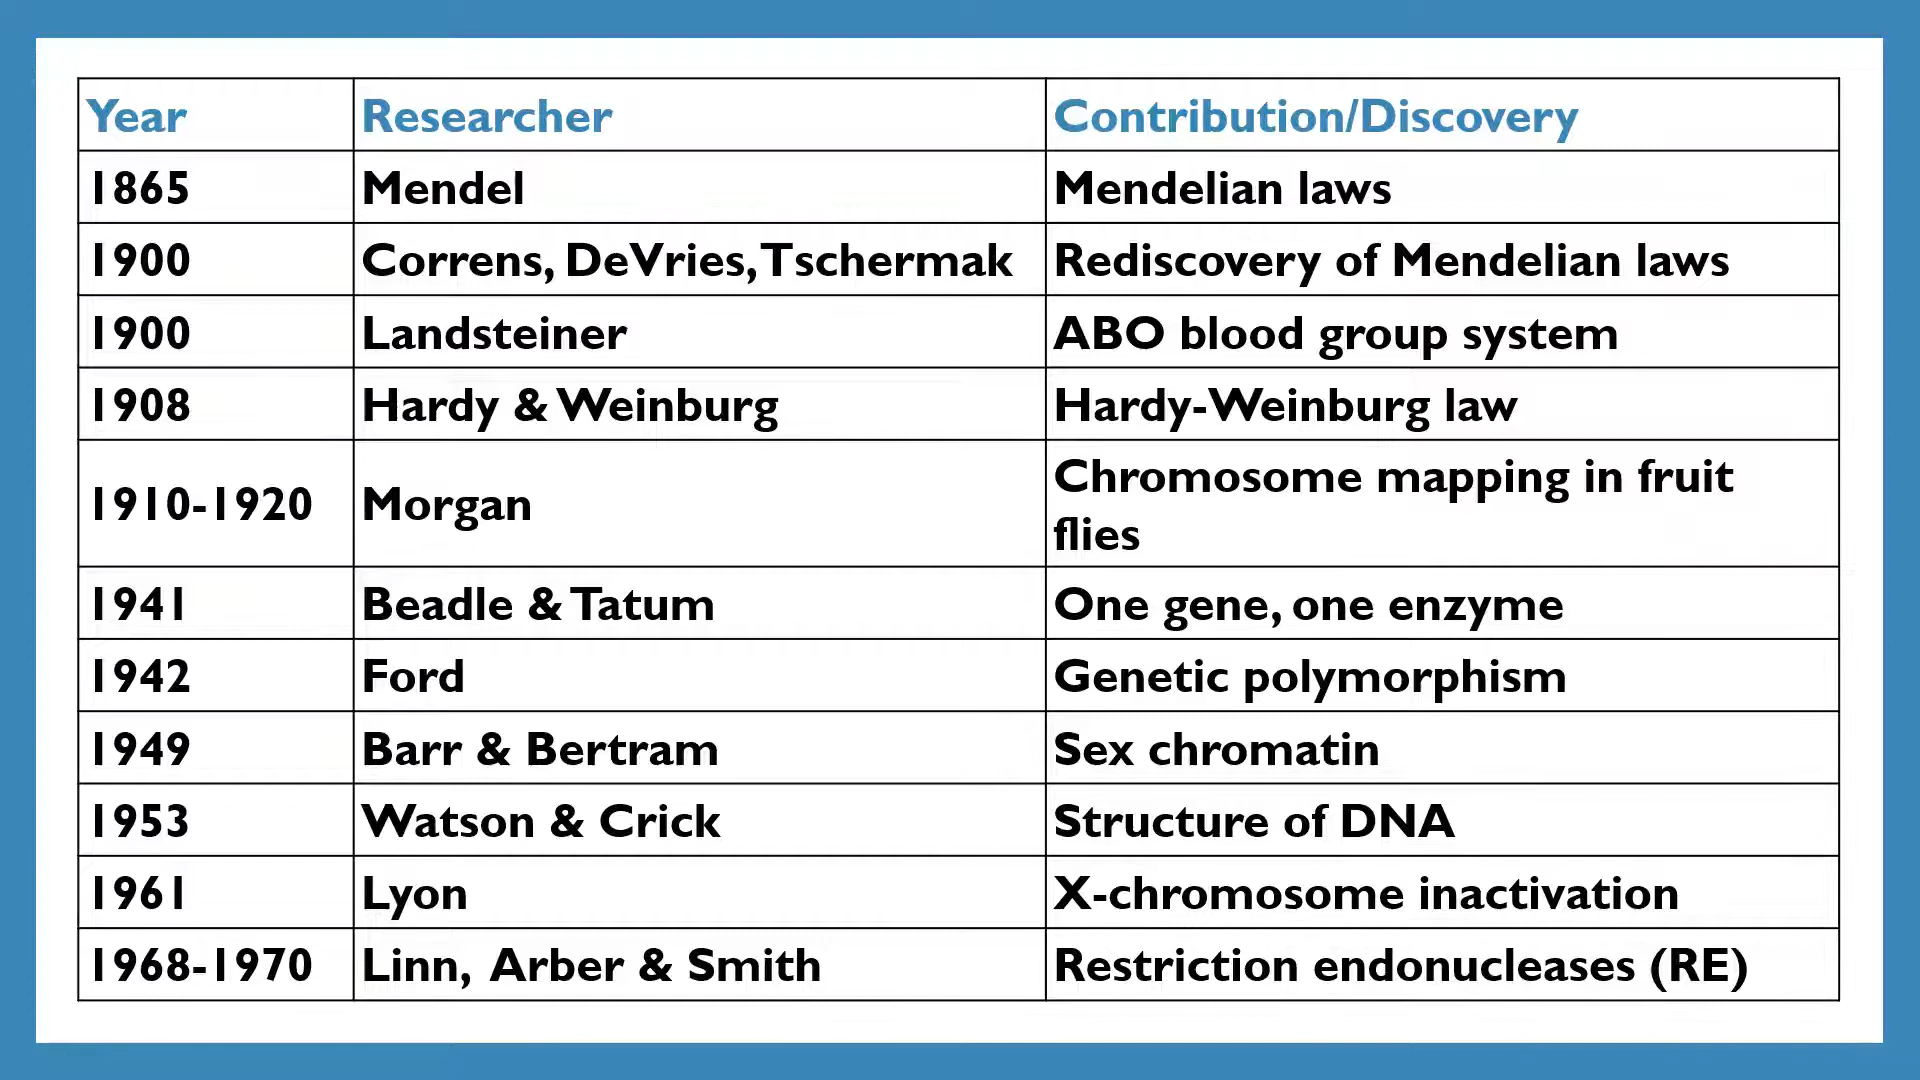 Year Researcher Contribution/Discovery
1865 Mendel Mendelian laws
1900 Correns, DeVries, Tschermak Rediscovery of Mendelian laws
1900 Landsteiner ABO blood group system
1908 Hardy & Weinburg Hardy-Weinburg law
1910-1920 Morgan Chromosome mapping in fruit
flies
1941 Beadle & Tatum One gene, one enzyme
1942 Ford Genetic polymorphism
1949 Barr & Bertram Sex chromatin
1953 Watson & Crick Structure of DNA
1961 Lyon X-chromosome inactivation
1968-1970 Linn, Arber & Smith Restriction endonucleases (RE)